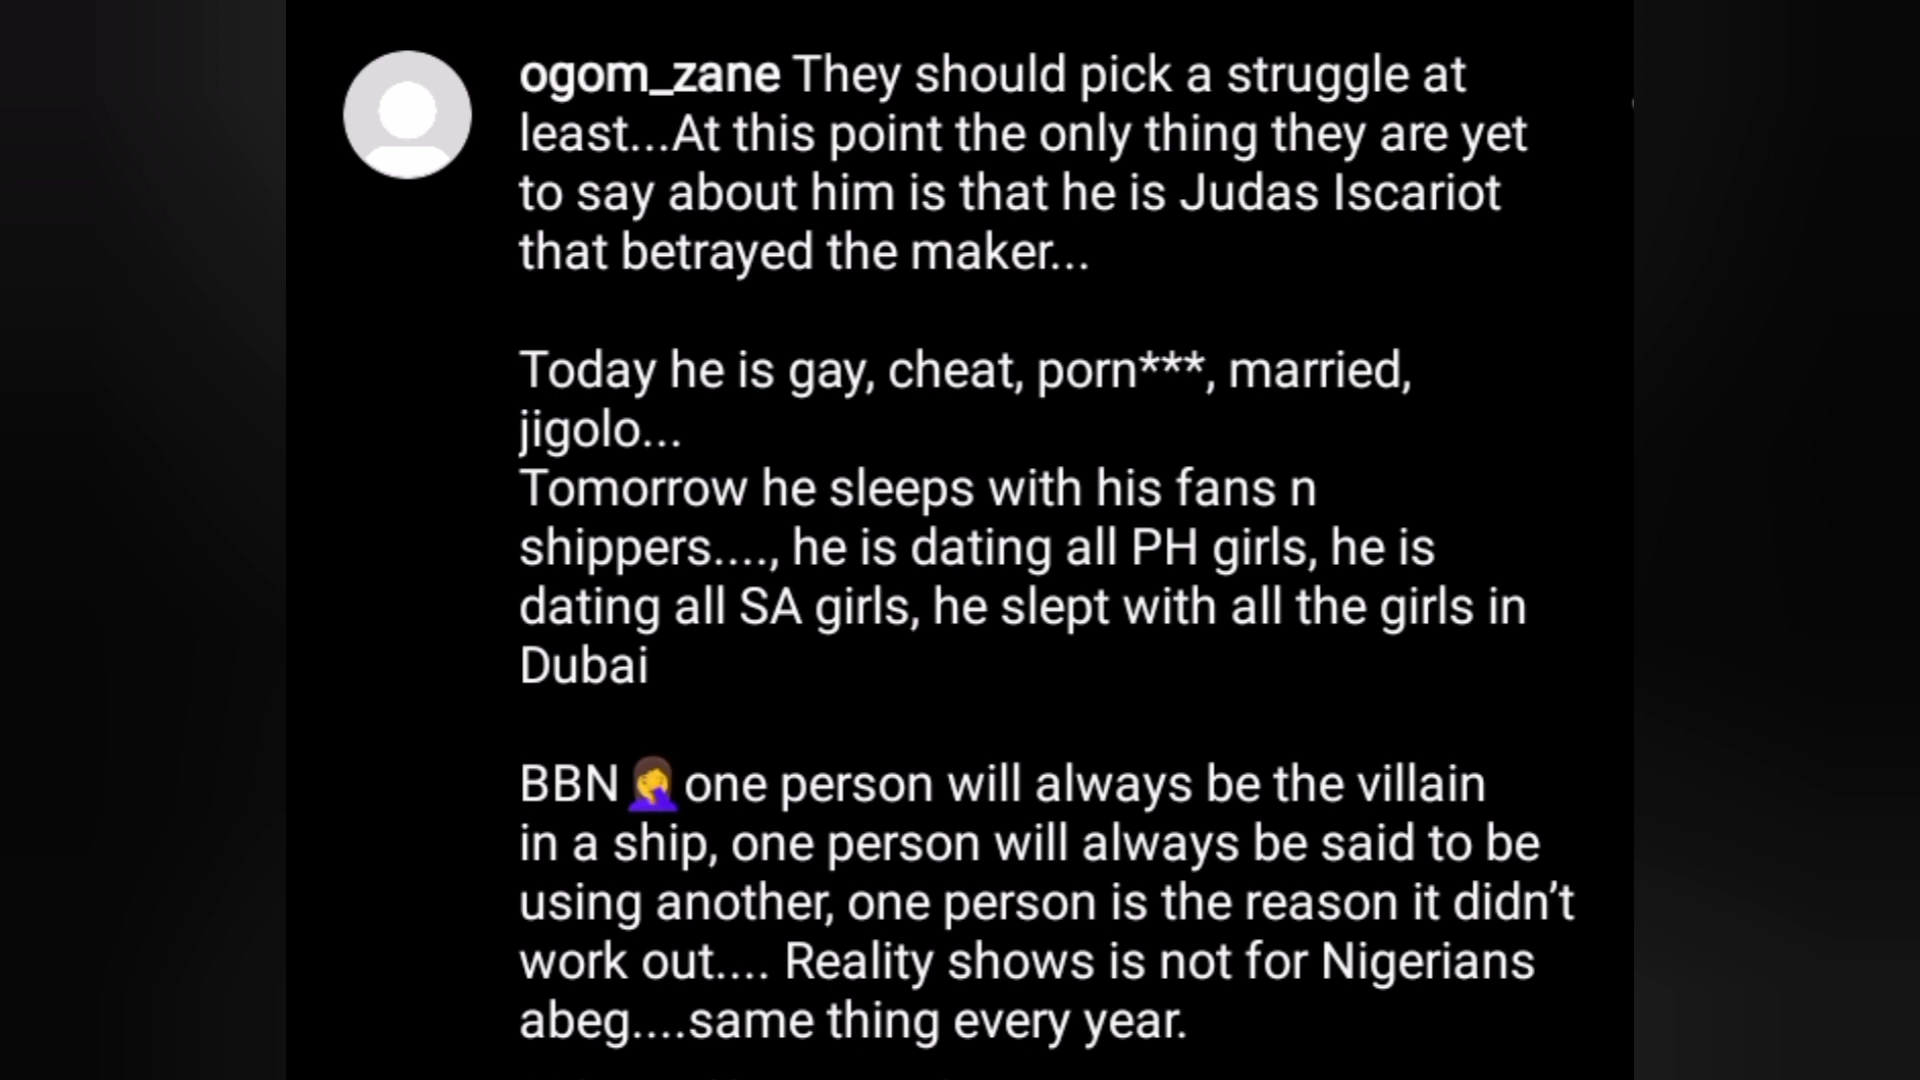 ogom_zane They should pick a struggle at
least...At this point the only thing they are yet
to say about him is that he is Judas Iscariot
that betrayed the maker...
Today he is gay, cheat, porn***, married,
jigolo...
Tomorrow he sleeps with his fans n
shippers...., he is dating all PH girls, he is
dating all SA girls, he slept with all the girls in
Dubai
BBN🤦‍♀️one person will always be the villain
in a ship, one person will always be said to be
using another, one person is the reason it didn’t
work out.... Reality shows is not for Nigerians
abeg....same thing every year.